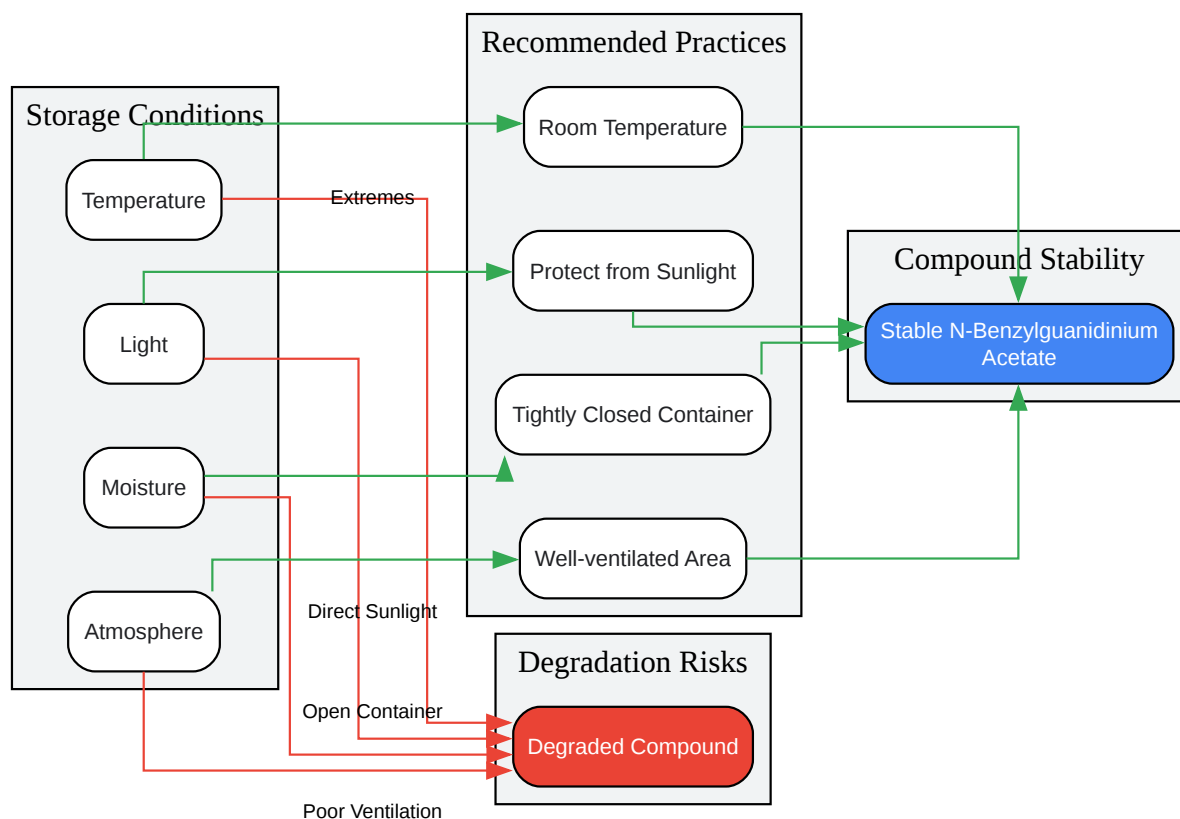 Recommended Practices
Storage Conditions
Room Temperature
Temperature
Extremes
Protect from Sunlight
Compound Stability
Light
Stable N-Benzylguanidinium
Acetate
Tightly Closed Container
Moisture
Well-ventilated Area
Direct Sunlight
Atmosphere
Degradation Risks
Open Container
Degraded Compound
Poor Ventilation